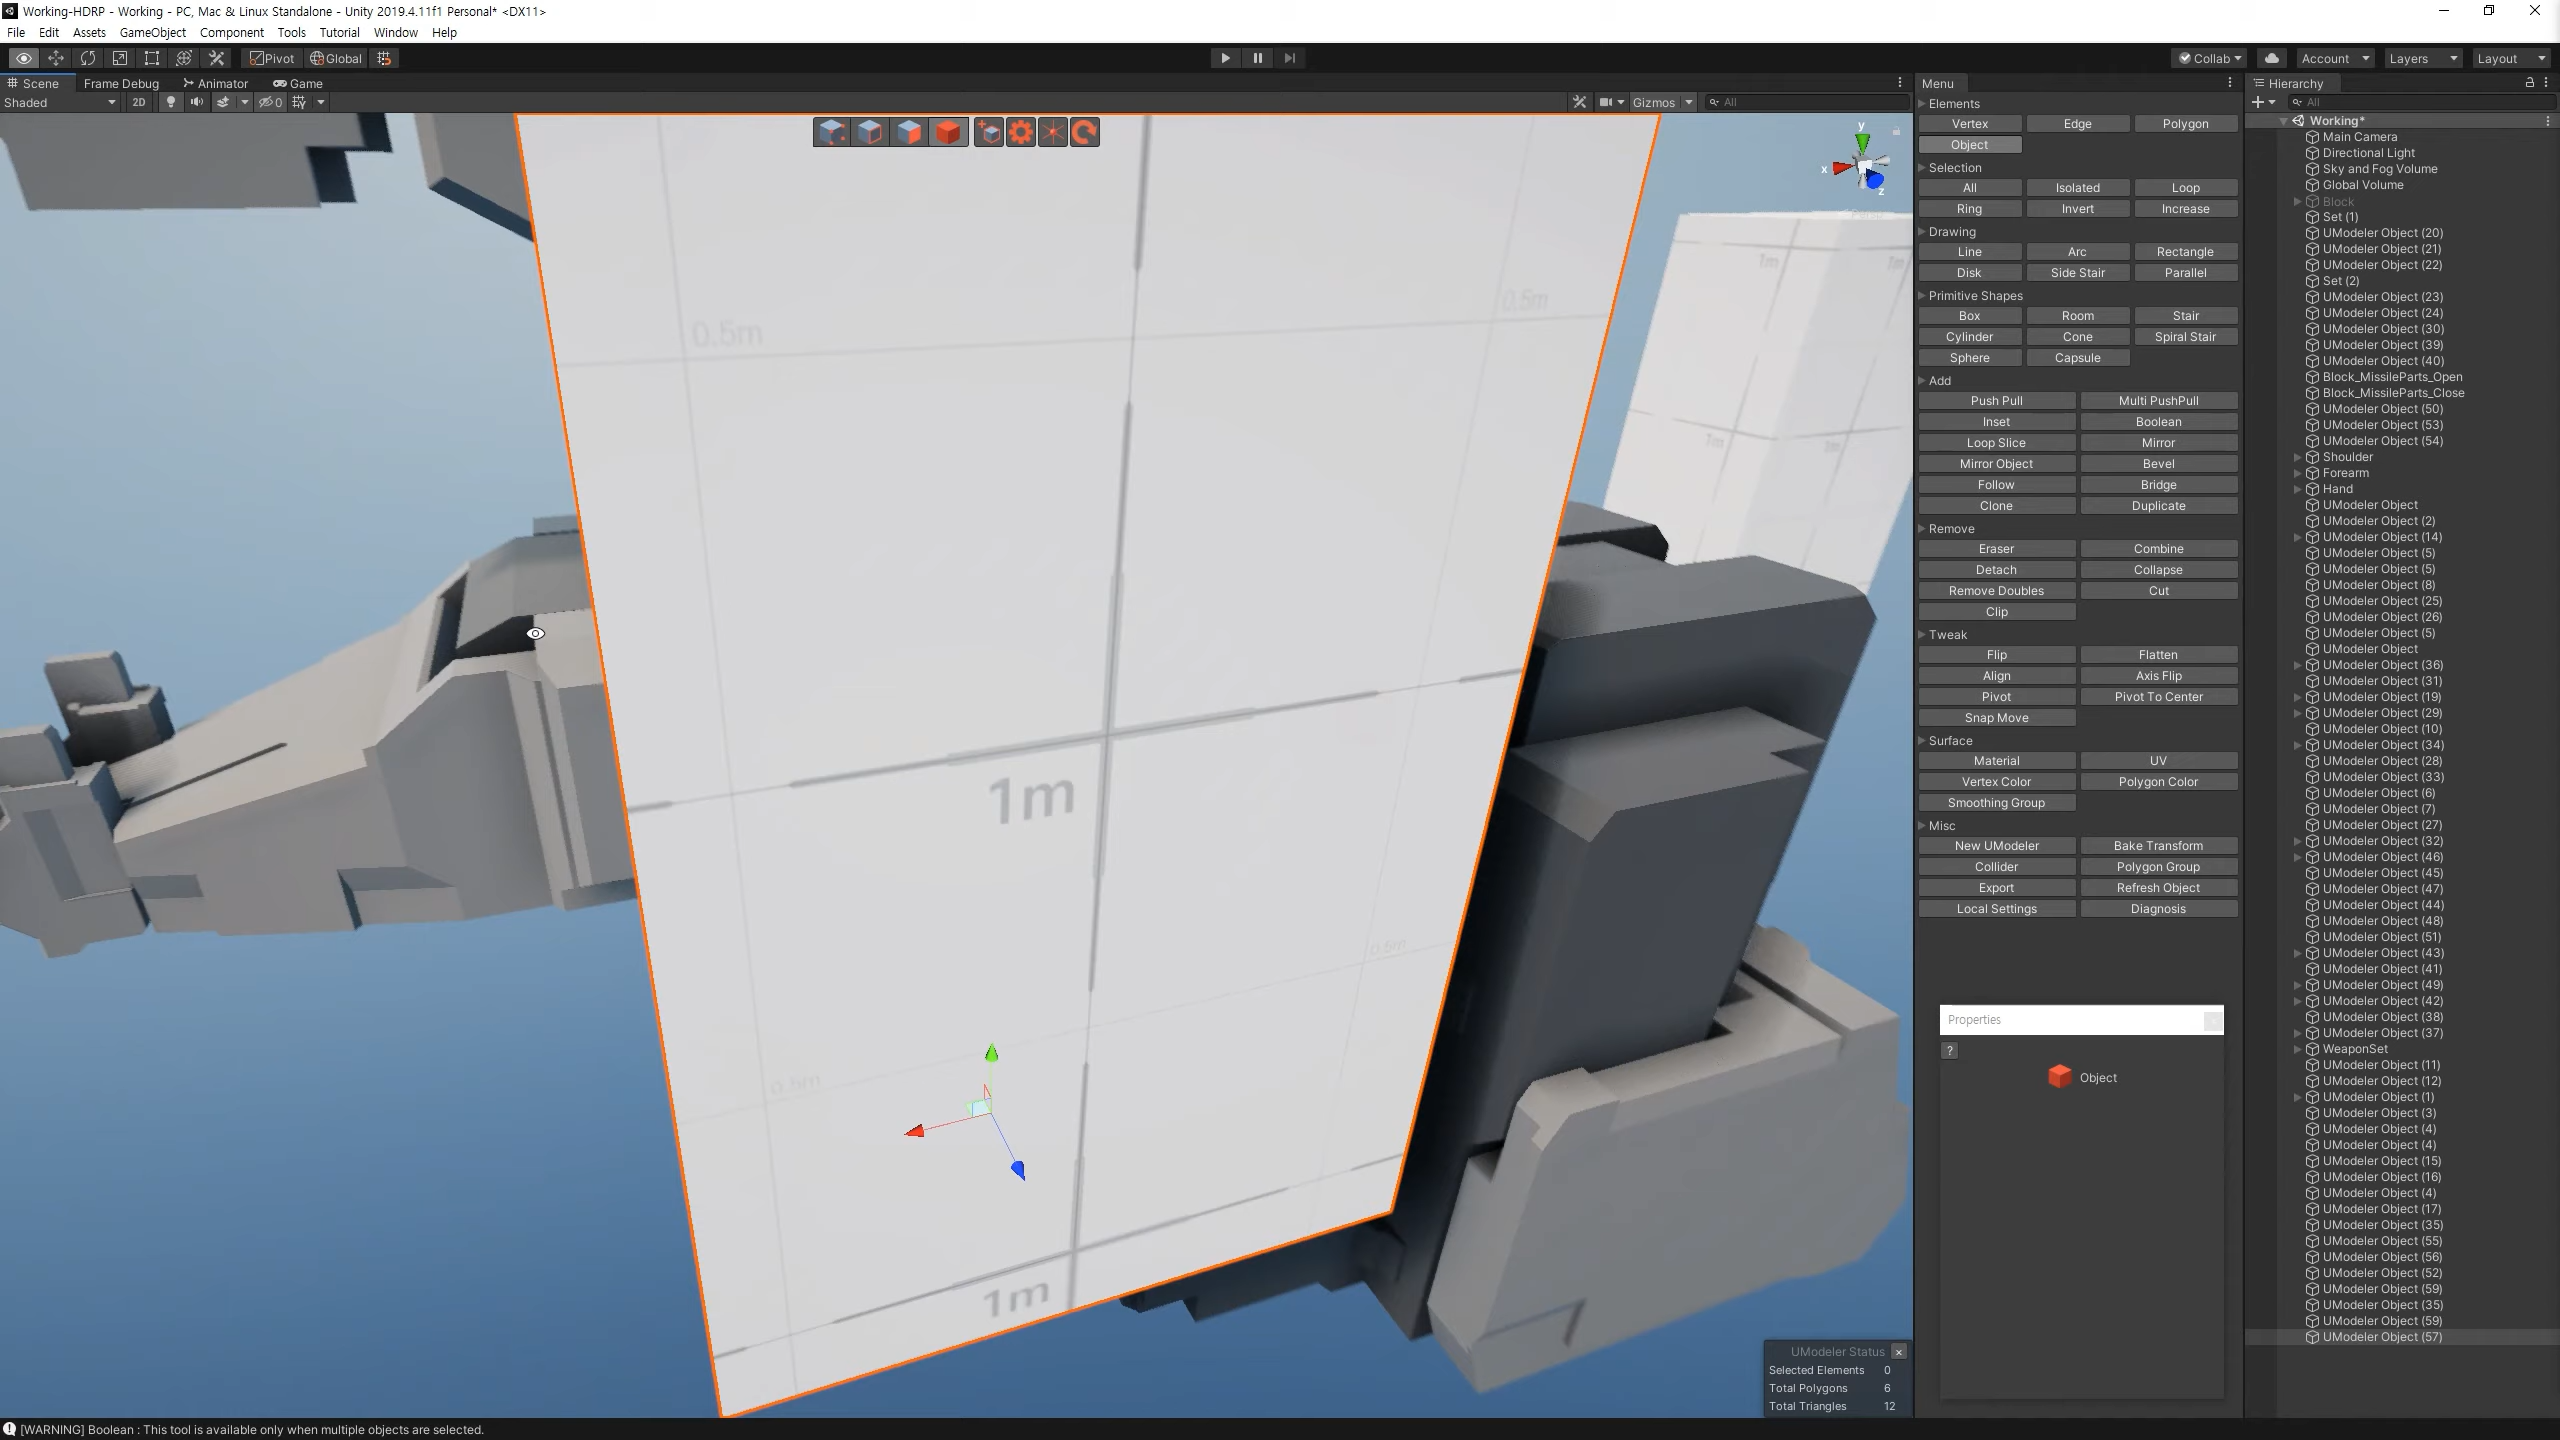 Working-HDRP - Working - PC, Mac & Linux Standalone - Unity 2019.4.11f1 Personal* <DX11>
File Edit Assets GameObject Component Tools Tutorial Window Help
Pivot Global Collab Account Layers Layout
Scene Frame Debug Animator Game
Shaded 2D 0 Gizmos All
0.5m
0.5m
1m
1m
1m
1m
1m
0.5m
0.5m
1m
y
x
z
Menu
Elements
Vertex Edge Polygon
Object
Selection
All Isolated Loop
Ring Invert Increase
Drawing
Line Arc Rectangle
Disk Side Stair Parallel
Primitive Shapes
Box Room Stair
Cylinder Cone Spiral Stair
Sphere Capsule
Add
Push Pull Multi PushPull
Inset Boolean
Loop Slice Mirror
Mirror Object Bevel
Follow Bridge
Clone Duplicate
Remove
Eraser Combine
Detach Collapse
Remove Doubles Cut
Clip
Tweak
Flip Flatten
Align Axis Flip
Pivot Pivot To Center
Snap Move
Surface
Material UV
Vertex Color Polygon Color
Smoothing Group
Misc
New UModeler Bake Transform
Collider Polygon Group
Export Refresh Object
Local Settings Diagnosis
Properties
?
Object
Hierarchy
All
Working*
Main Camera
Directional Light
Sky and Fog Volume
Global Volume
Block
Set (1)
UModeler Object (20)
UModeler Object (21)
UModeler Object (22)
Set (2)
UModeler Object (23)
UModeler Object (24)
UModeler Object (30)
UModeler Object (39)
UModeler Object (40)
Block_MissileParts_Open
Block_MissileParts_Close
UModeler Object (50)
UModeler Object (53)
UModeler Object (54)
Shoulder
Forearm
Hand
UModeler Object
UModeler Object (2)
UModeler Object (14)
UModeler Object (5)
UModeler Object (5)
UModeler Object (8)
UModeler Object (25)
UModeler Object (26)
UModeler Object (5)
UModeler Object
UModeler Object (36)
UModeler Object (31)
UModeler Object (19)
UModeler Object (29)
UModeler Object (10)
UModeler Object (34)
UModeler Object (28)
UModeler Object (33)
UModeler Object (6)
UModeler Object (7)
UModeler Object (27)
UModeler Object (32)
UModeler Object (46)
UModeler Object (45)
UModeler Object (47)
UModeler Object (44)
UModeler Object (48)
UModeler Object (51)
UModeler Object (43)
UModeler Object (41)
UModeler Object (49)
UModeler Object (42)
UModeler Object (38)
UModeler Object (37)
WeaponSet
UModeler Object (11)
UModeler Object (12)
UModeler Object (1)
UModeler Object (3)
UModeler Object (4)
UModeler Object (4)
UModeler Object (15)
UModeler Object (16)
UModeler Object (4)
UModeler Object (17)
UModeler Object (35)
UModeler Object (55)
UModeler Object (56)
UModeler Object (52)
UModeler Object (59)
UModeler Object (35)
UModeler Object (59)
UModeler Object (57)
UModeler Status
Selected Elements 0
Total Polygons 6
Total Triangles 12
[WARNING] Boolean : This tool is available only when multiple objects are selected.